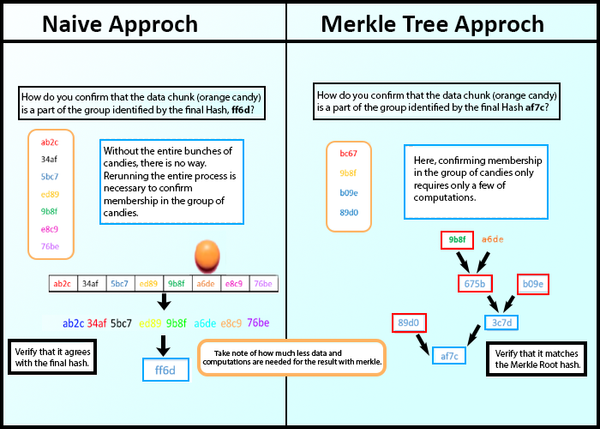 Naive Approch
Merkle Tree Approch
How do you confirm that the data chunk (orange candy)
is a part of the group identified by the final Hash, ff6d?
ab2c
34af
5bc7
ed89
9b8f
e8c9
76be
Without the entire bunches of
candies, there is no way.
Rerunning the entire process is
necessary to confirm
membership in the group of
candies.
ab2c 34af 5bc7 ed89 9b8f a6de e8c9 76be
ab2c 34af 5bc7 ed89 9b8f a6de e8c9 76be
Verify that it agrees
with the final hash.
ff6d
Take note of how much less data and
computations are needed for the result with merkle.
How do you confirm that the data chunk (orange candy)
is a part of the group identified by the final Hash af7c?
bc67
9b8f
b09e
89d0
Here, confirming membership
in the group of candies only
requires only a few of
computations.
9b8f a6de
675b b09e
89d0 3c7d
af7c
Verify that it matches
the Merkle Root hash.